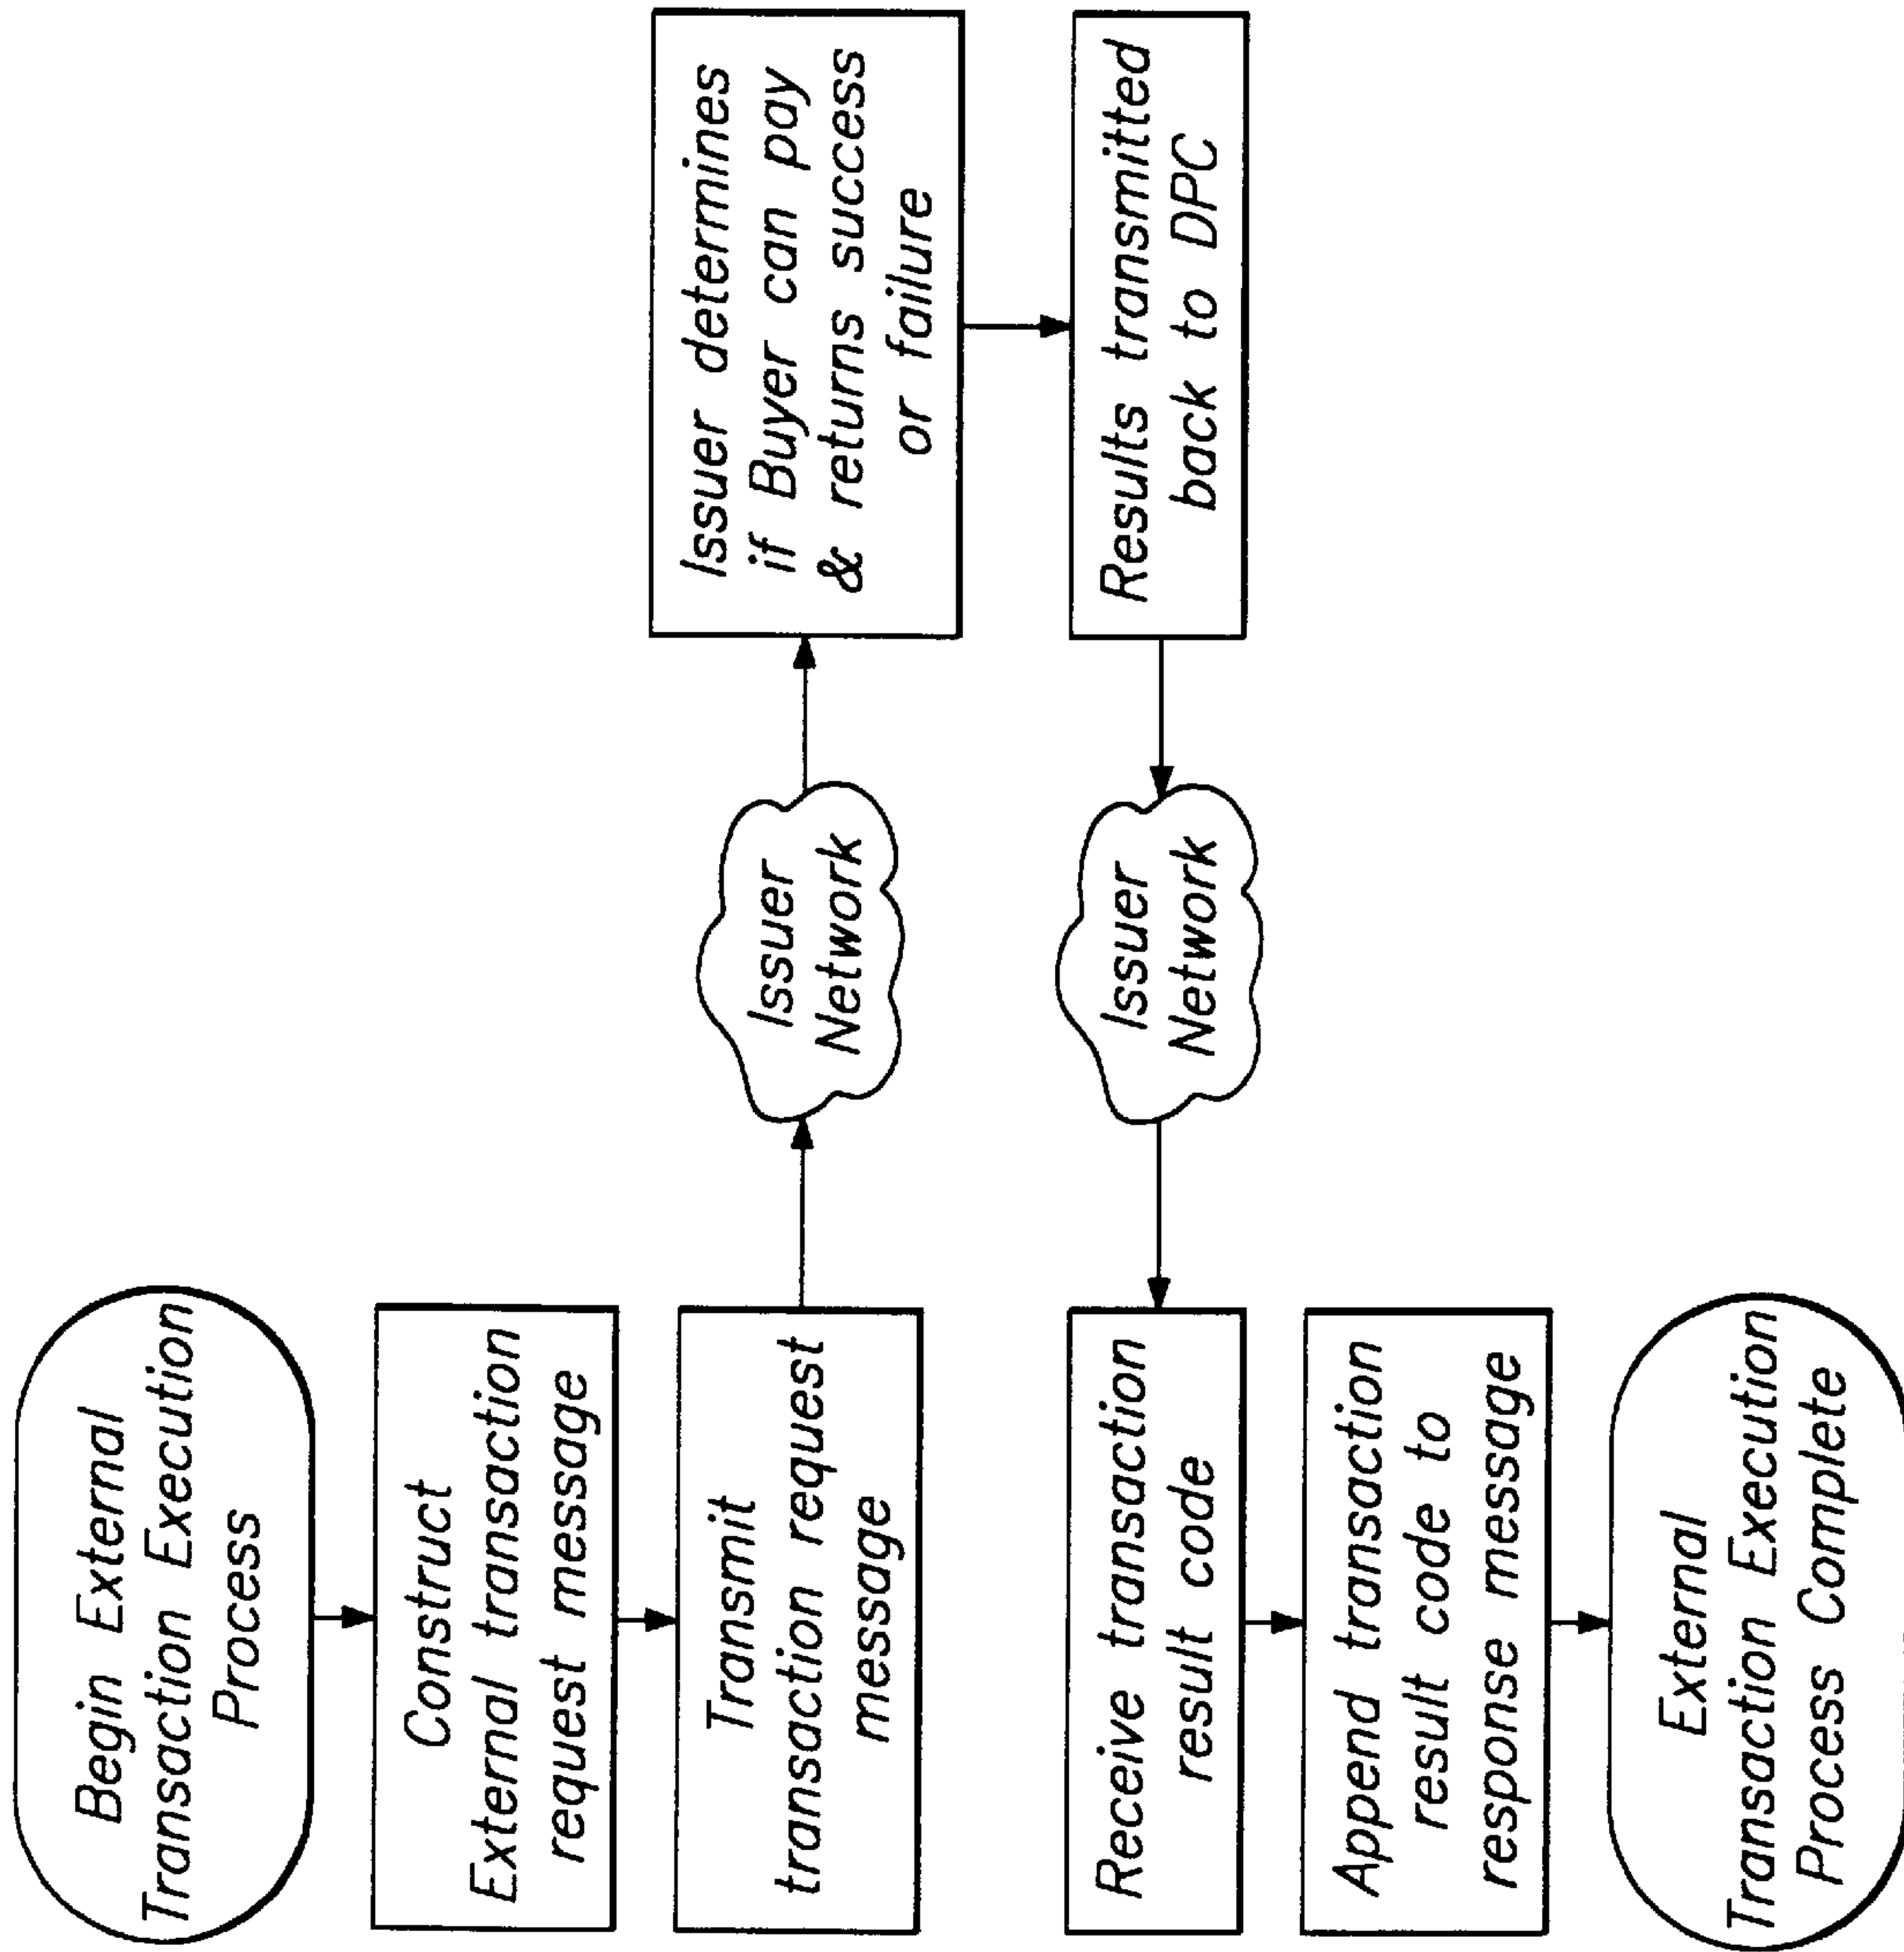 Begin External
Transaction Execution
Process
Construct
External transaction
request message
Transmit
transaction request
message
Issuer
Network
Issuer determines
if Buyer can pay
& returns success
or failure
Results transmitted
back to DPC
Issuer
Network
Receive transaction
result code
Append transaction
result code to
response message
External
Transaction Execution
Process Complete